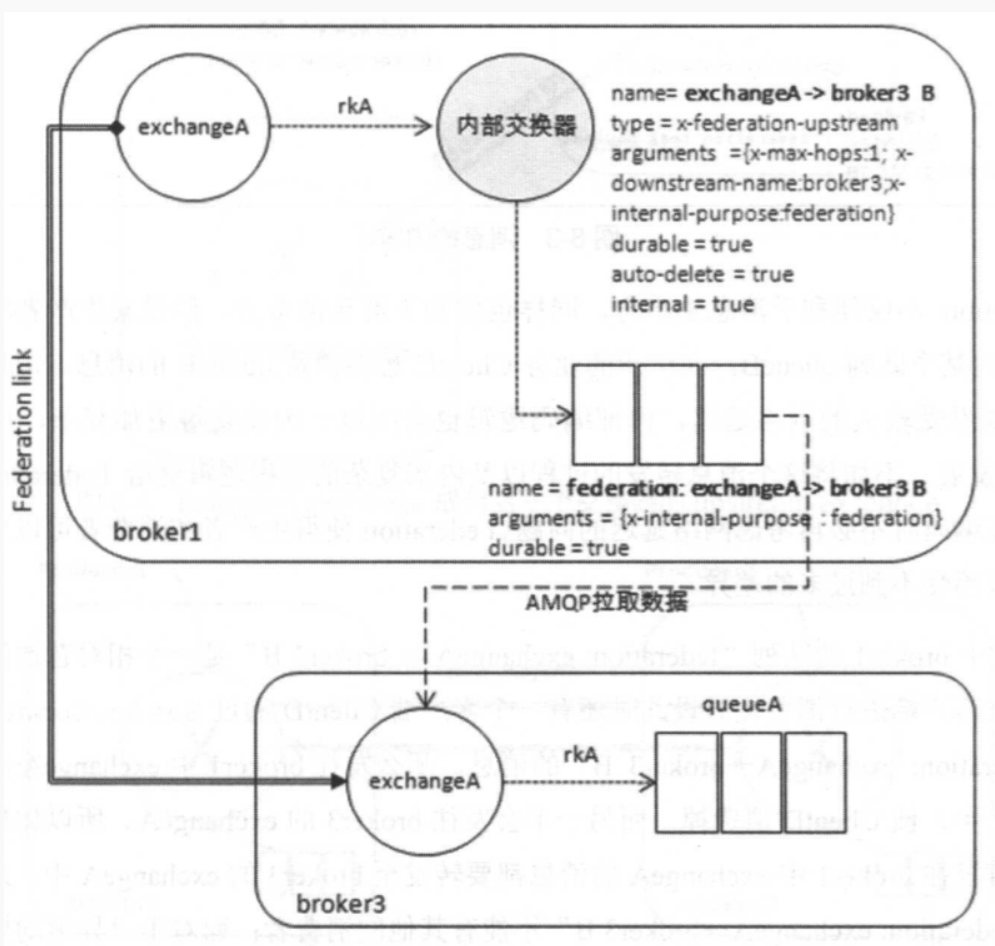 exchangeA
rkA
内部交换器
name= exchangeA -> broker3 B
type = x-federation-upstream
arguments ={x-max-hops:1; x-
downstream-name:broker3;x-
internal-purpose:federation}
durable = true
auto-delete = true
internal = true
Federation link
name = federation: exchangeA -> broker3 B
arguments = {x-internal-purpose : federation}
durable = true
broker1
AMQP拉取数据
queueA
exchangeA
rkA
broker3